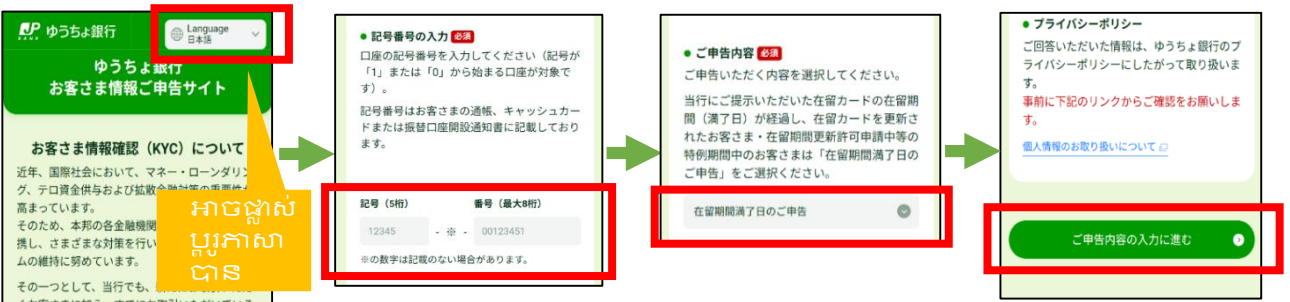 JP BANK ゆうちょ銀行
Language
日本語
ゆうちょ銀行
お客さま情報ご申告サイト
お客さま情報確認（KYC）について
近年、国際社会において、マネー・ローンダリン
グ、テロ資金供与および拡散金融対策の重要性が
高まっています。
そのため、本邦の各金融機関
携し、さまざまな対策を行い
ムの維持に努めています。
その一つとして、当行でも、
អាចផ្លាស់
ប្តូរភាសា
បាន
● 記号番号の入力 必須
口座の記号番号を入力してください（記号が
「1」または「0」から始まる口座が対象で
す）。
記号番号はお客さまの通帳、キャッシュカー
ドまたは振替口座開設通知書に記載しており
ます。
記号（5桁） 番号（最大8桁）
12345 - ※ - 00123451
※の数字は記載のない場合があります。
● ご申告内容 必須
ご申告いただく内容を選択してください。
当行にご提示いただいた在留カードの在留期
間（満了日）が経過し、在留カードを更新さ
れたお客さま・在留期間更新許可申請中等の
特例期間中のお客さまは「在留期間満了日の
ご申告」をご選択ください。
在留期間満了日のご申告
● プライバシーポリシー
ご回答いただいた情報は、ゆうちょ銀行のプ
ライバシーポリシーにしたがって取り扱いま
す。
事前に下記のリンクからご確認をお願いしま
す。
個人情報のお取り扱いについて
ご申告内容の入力に進む